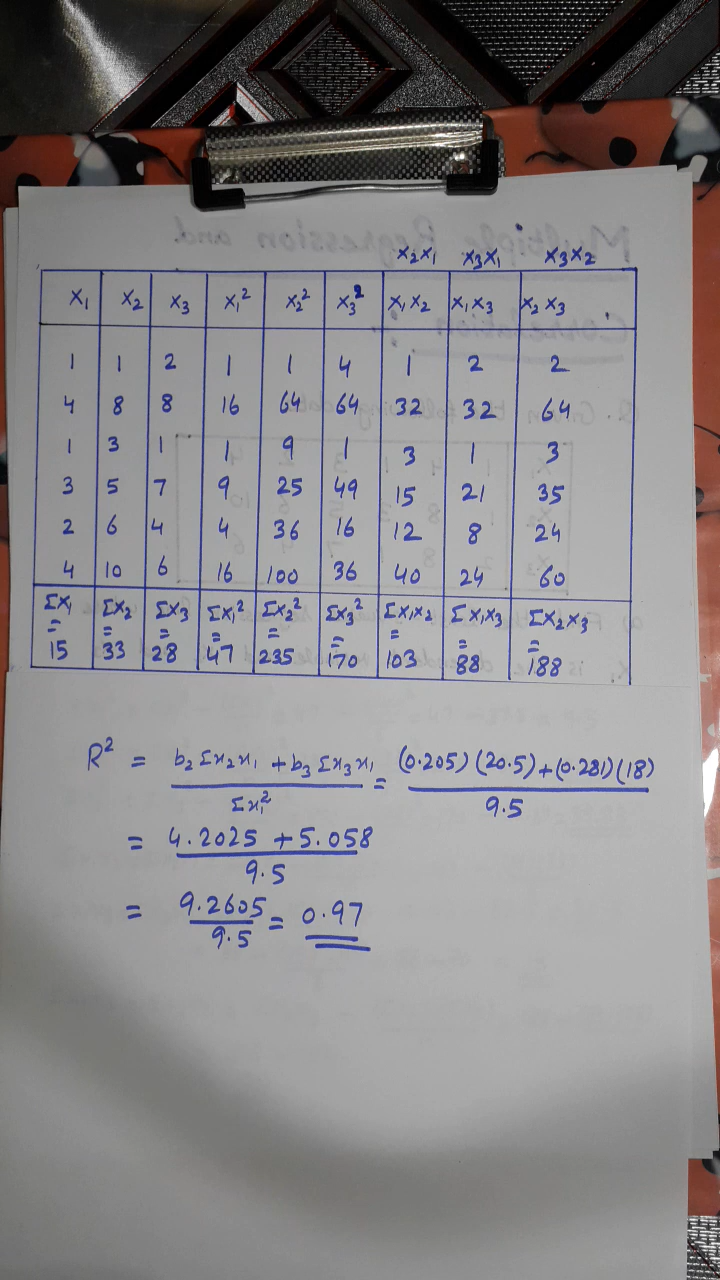 X₂X₁ X₃X₁ X₃X₂
X₁ X₂ X₃ X₁² X₂² X₃² X₁X₂ X₁X₃ X₂X₃
1 1 2 1 1 4 1 2 2
4 8 8 16 64 64 32 32 64
1 3 1 1 9 1 3 1 3
3 5 7 9 25 49 15 21 35
2 6 4 4 36 16 12 8 24
4 10 6 16 100 36 40 24 60
ΣX₁ ΣX₂ ΣX₃ ΣX₁² ΣX₂² ΣX₃² ΣX₁X₂ ΣX₁X₃ ΣX₂X₃
= = = = = = = = =
15 33 28 47 235 170 103 88 188
R² = b₂Σx₂x₁ + b₃Σx₃x₁ / Σx₁² = (0.205)(20.5)+(0.281)(18) / 9.5
= 4.2025 + 5.058 / 9.5
= 9.2605 / 9.5 = 0.97